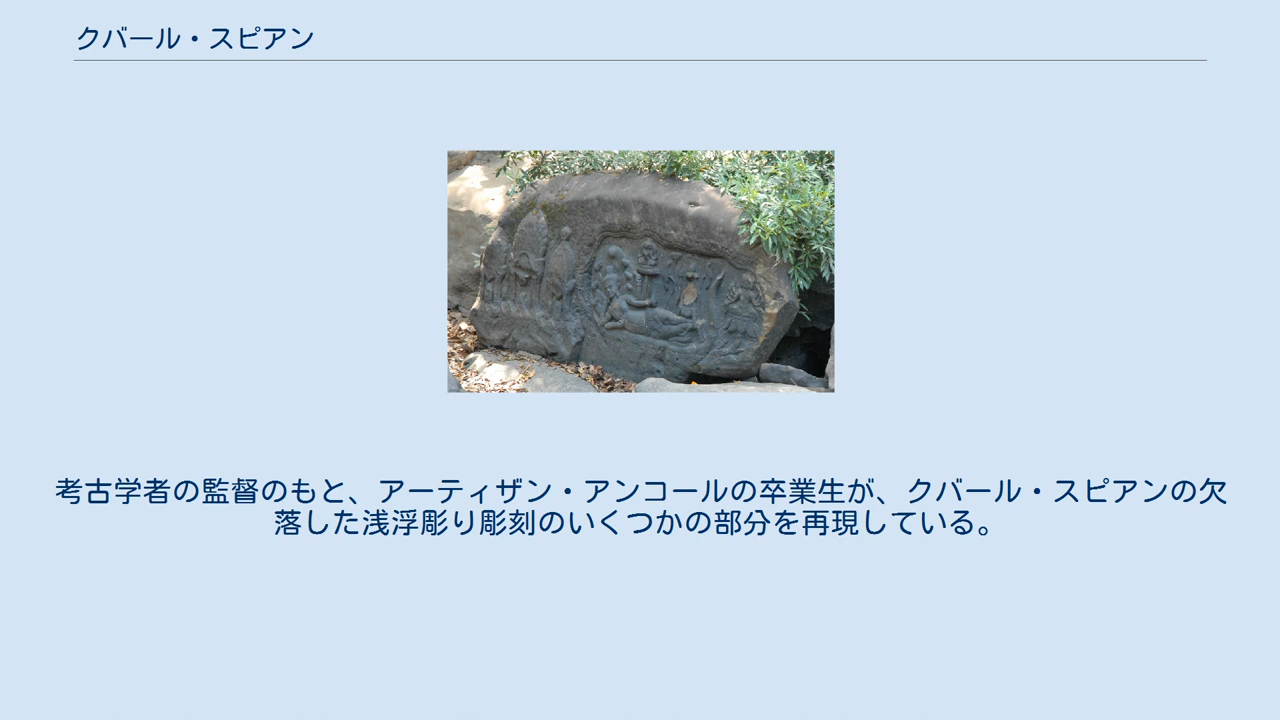 クバール・スピアン
考古学者の監督のもと、アーティザン・アンコールの卒業生が、クバール・スピアンの欠
落した浅浮彫り彫刻のいくつかの部分を再現している。